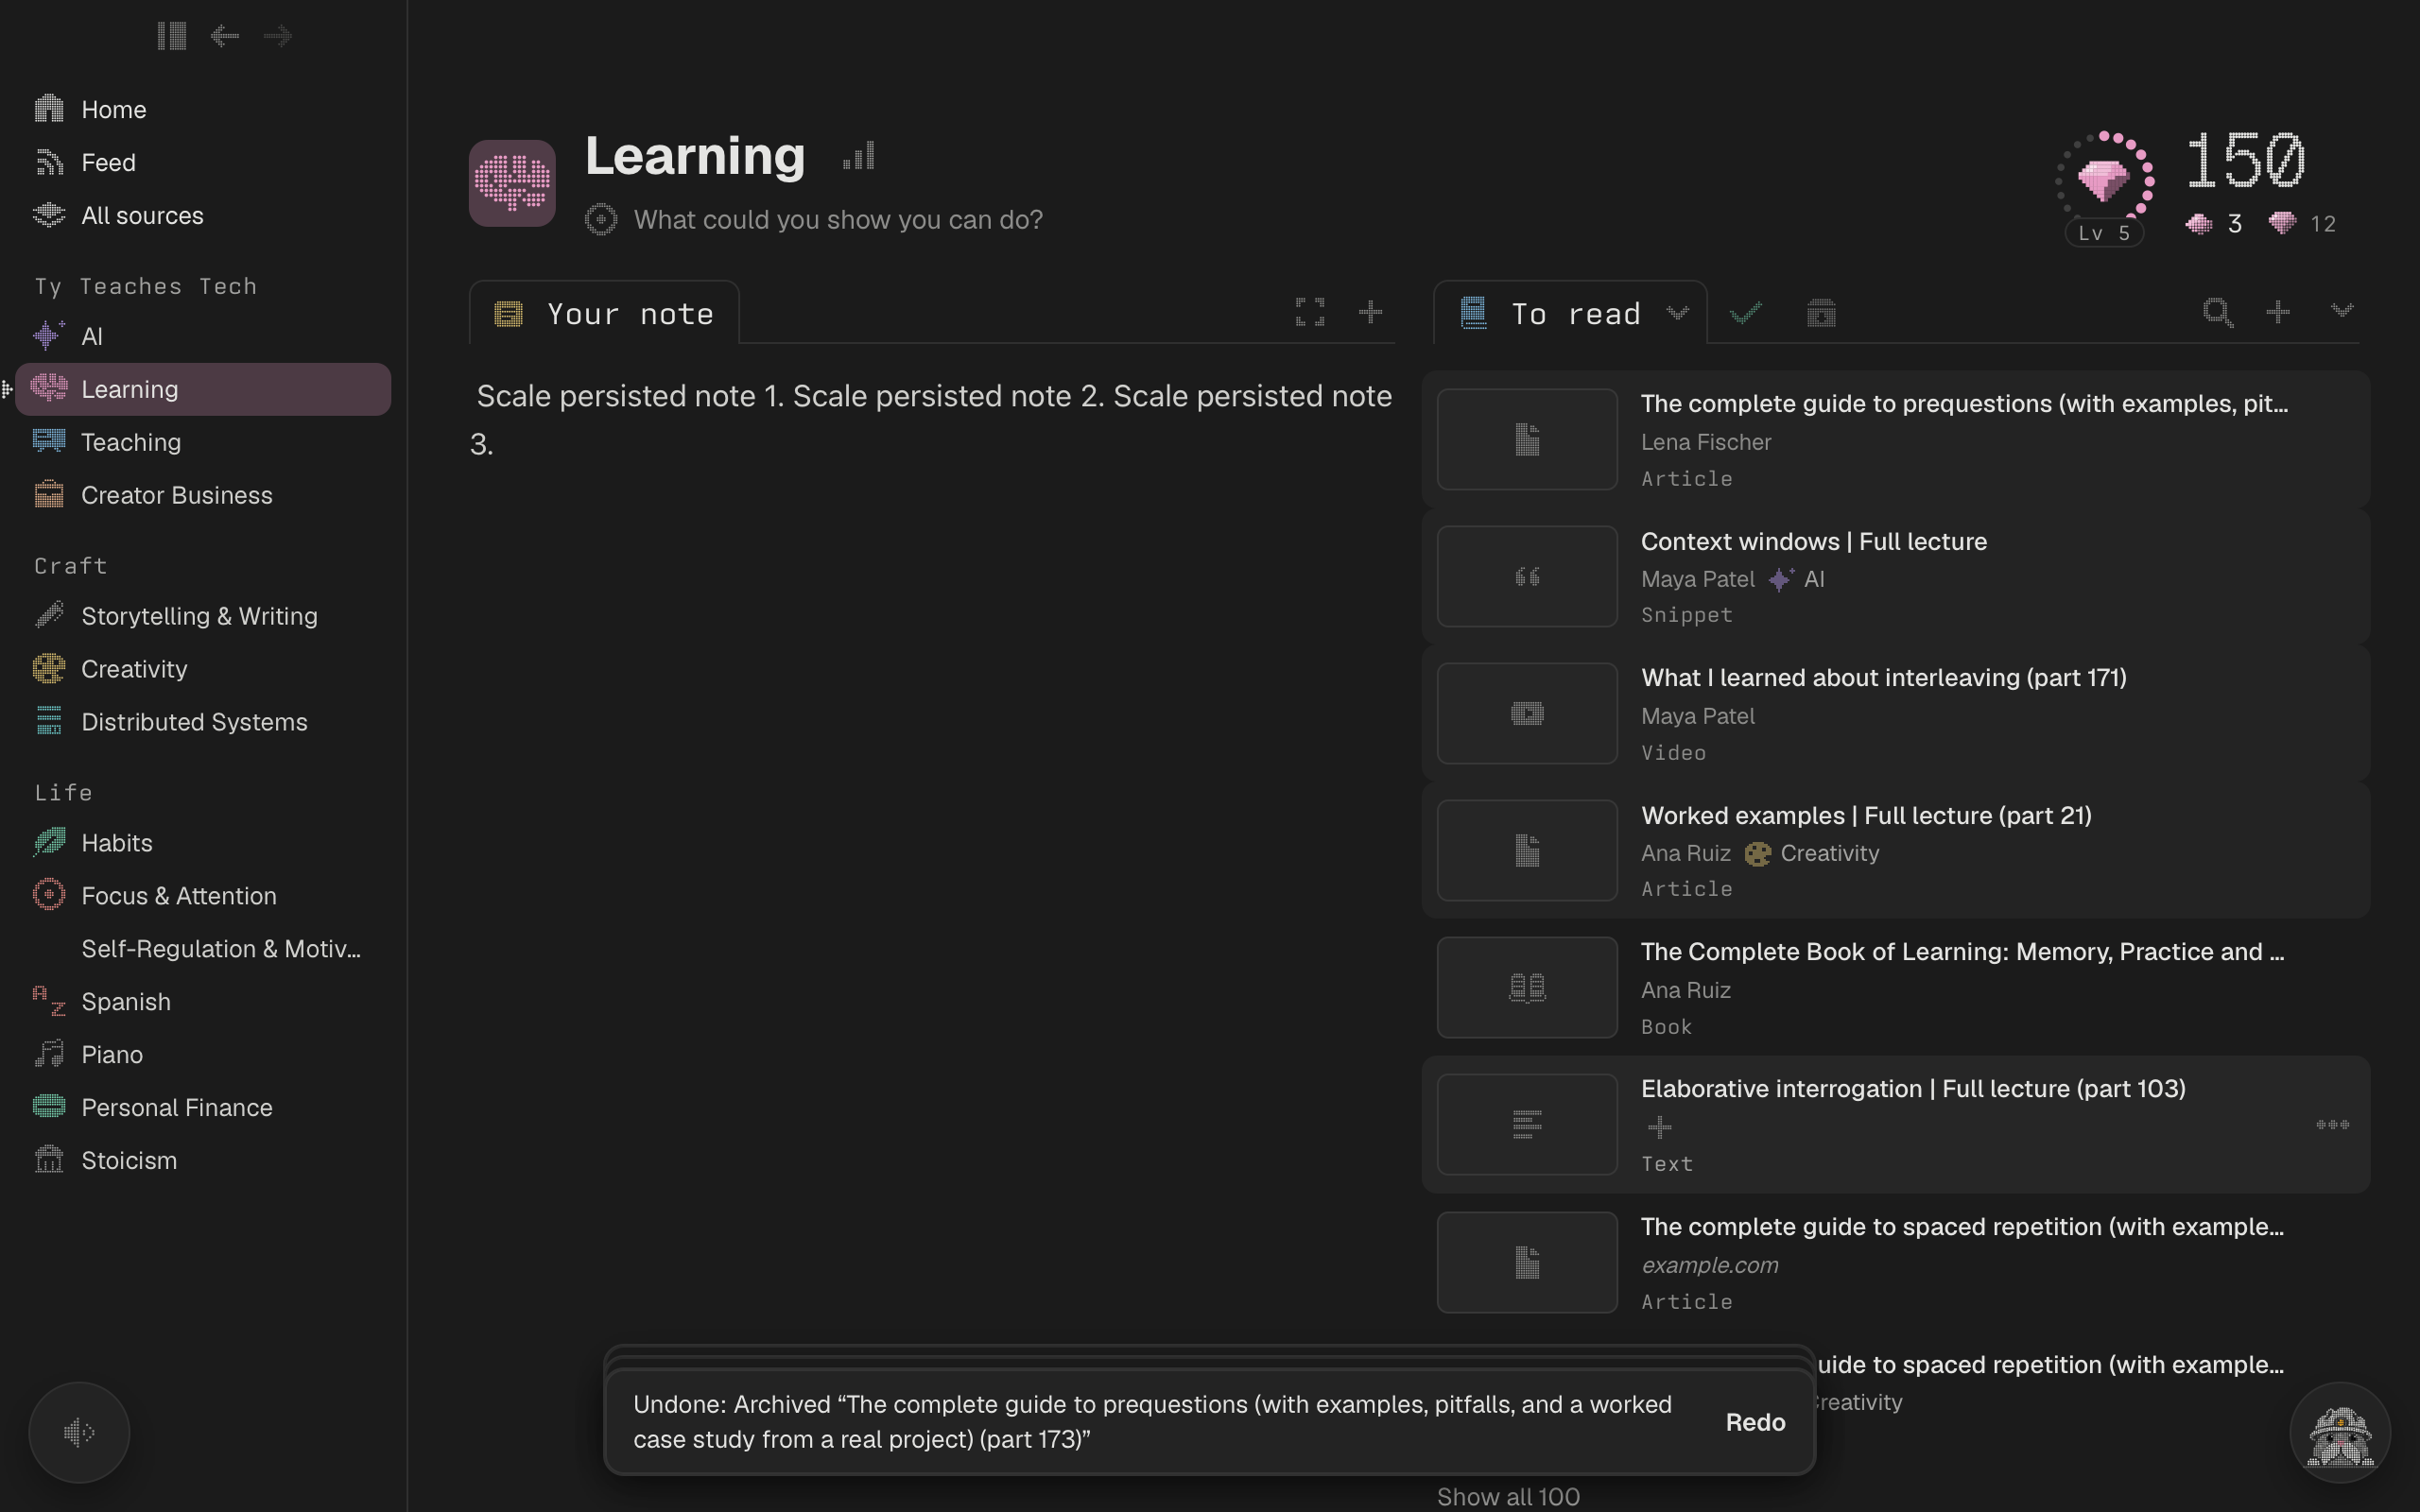 Home
Feed
All sources
Ty Teaches Tech
AI
Learning
Teaching
Creator Business
Craft
Storytelling & Writing
Creativity
Distributed Systems
Life
Habits
Focus & Attention
Self-Regulation & Motiv...
Spanish
Piano
Personal Finance
Stoicism
Learning
What could you show you can do?
150
Lv 5
3
12
Your note
Scale persisted note 1. Scale persisted note 2. Scale persisted note
3.
To read
The complete guide to prequestions (with examples, pit...
Lena Fischer
Article
Context windows | Full lecture
Maya Patel AI
Snippet
What I learned about interleaving (part 171)
Maya Patel
Video
Worked examples | Full lecture (part 21)
Ana Ruiz Creativity
Article
The Complete Book of Learning: Memory, Practice and ...
Ana Ruiz
Book
Elaborative interrogation | Full lecture (part 103)
Text
The complete guide to spaced repetition (with example...
example.com
Article
uide to spaced repetition (with example...
Creativity
Show all 100
Undone: Archived “The complete guide to prequestions (with examples, pitfalls, and a worked
case study from a real project) (part 173)”
Redo